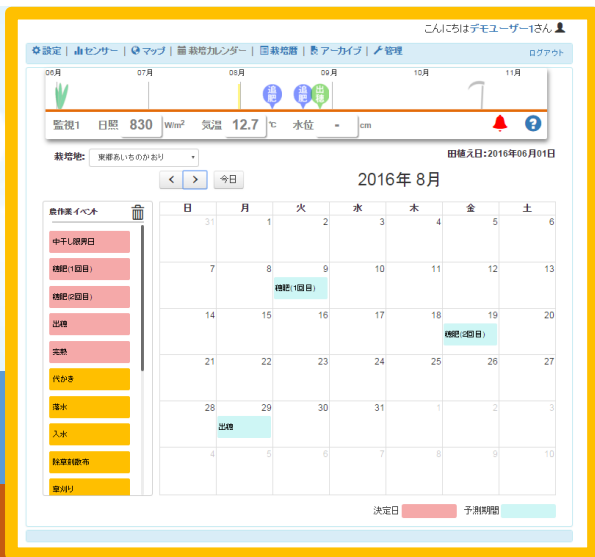 こんにちはデモユーザー1さん
設定 | センサー | マップ | 栽培カレンダー | 栽培暦 | アーカイブ | 管理 ログアウト
06月 07月 08月 09月 10月 11月
追肥 追肥 出穂
監視1 日照 830 W/m² 気温 12.7 ℃ 水位 - cm ?
栽培地: 東郷あいちのかおり 田植え日:2016年06月01日
< > 今日 2016年 8月
農作業イベント 日 月 火 水 木 金 土
31 1 2 3 4 5 6
中干し限界日
穂肥(1回目)
7 8 9 10 11 12 13
穂肥(1回目)
穂肥(2回目)
14 15 16 17 18 19 20
出穂
穂肥(2回目)
完熟
21 22 23 24 25 26 27
代かき
落水
28 29 30 31 1 2 3
出穂
入水
4 5 6 7 8 9 10
除草剤散布
草刈り
決定日 予測期間